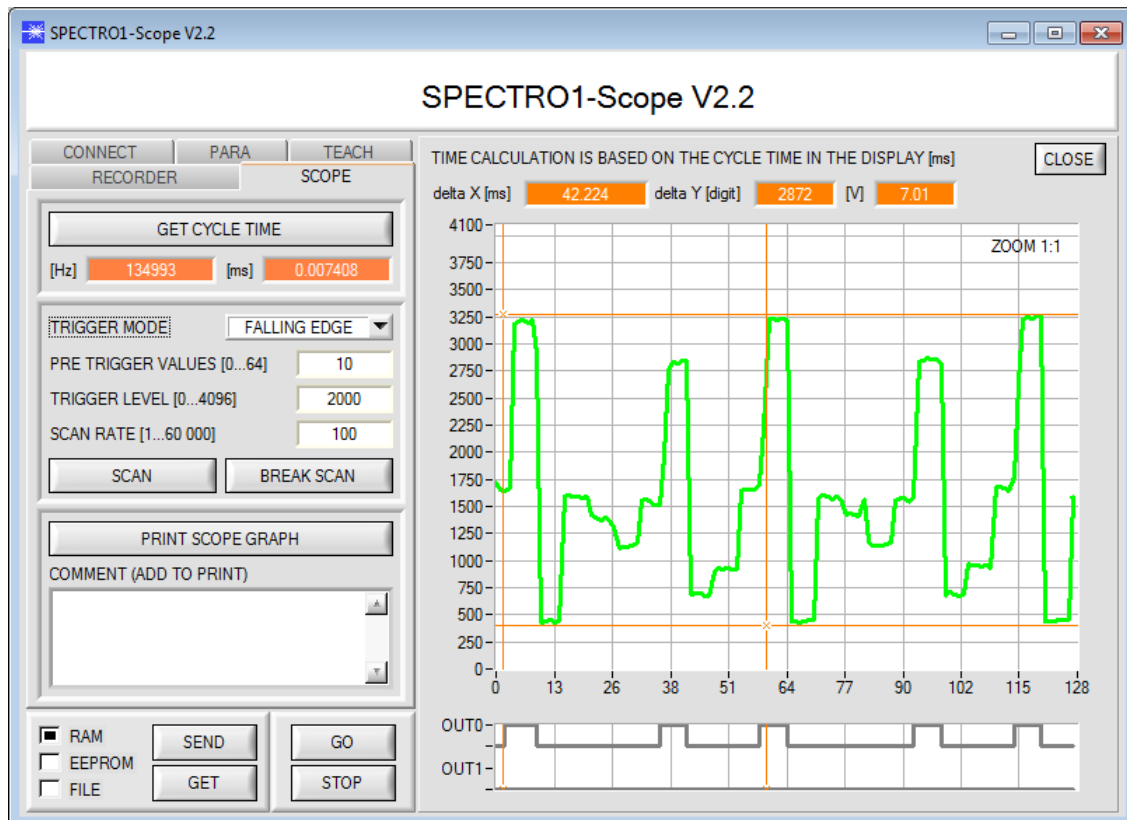 SPECTRO1-Scope V2.2
SPECTRO1-Scope V2.2
CONNECT PARA TEACH
RECORDER SCOPE
GET CYCLE TIME
[Hz] 134993 [ms] 0.007408
TRIGGER MODE FALLING EDGE
PRE TRIGGER VALUES [0...64] 10
TRIGGER LEVEL [0...4096] 2000
SCAN RATE [1...60 000] 100
SCAN BREAK SCAN
PRINT SCOPE GRAPH
COMMENT (ADD TO PRINT)
RAM
EEPROM
FILE
SEND GO
GET STOP
TIME CALCULATION IS BASED ON THE CYCLE TIME IN THE DISPLAY [ms]
CLOSE
delta X [ms] 42.224 delta Y [digit] 2872 [V] 7.01
ZOOM 1:1
4100
3750
3500
3250
3000
2750
2500
2250
2000
1750
1500
1250
1000
750
500
250
0
0 13 26 38 51 64 77 90 102 115 128
OUT0
OUT1